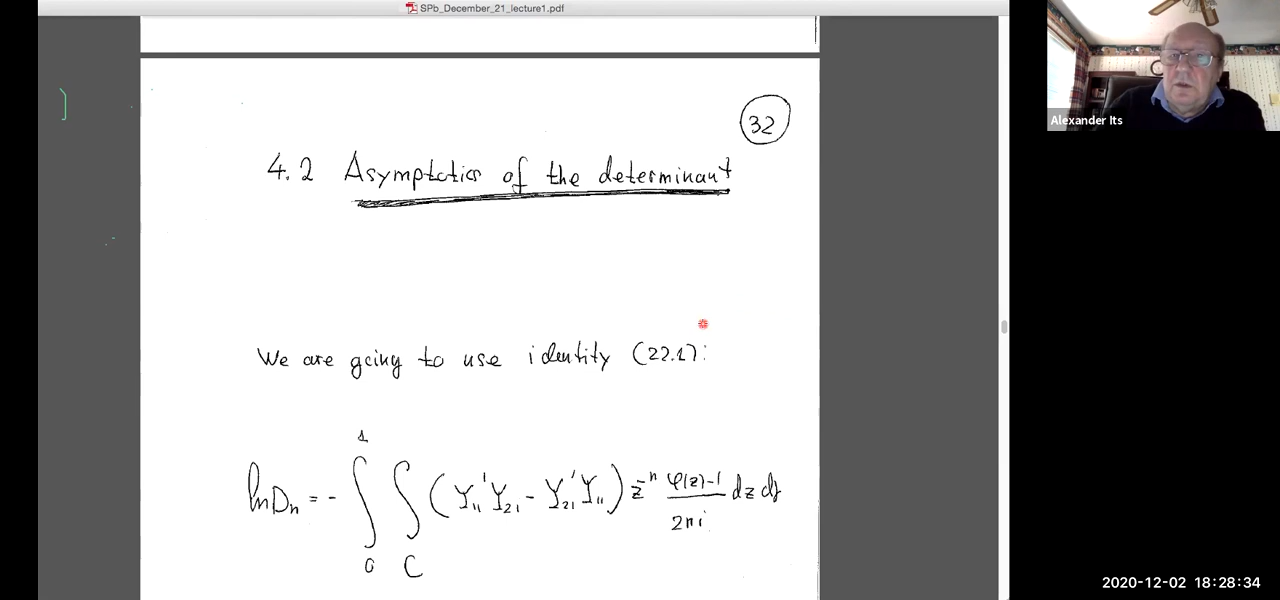 SPb_December_21_lecture1.pdf
Alexander Its
32
4.2 Asymptotics of the determinant
We are going to use identity (22.1):
ln D_n = - ∫_0^1 ∫_C (Y_11' Y_21 - Y_21' Y_11) z^{-n} (φ(z)-1)/(2πi) dz dγ
2020-12-02 18:28:34